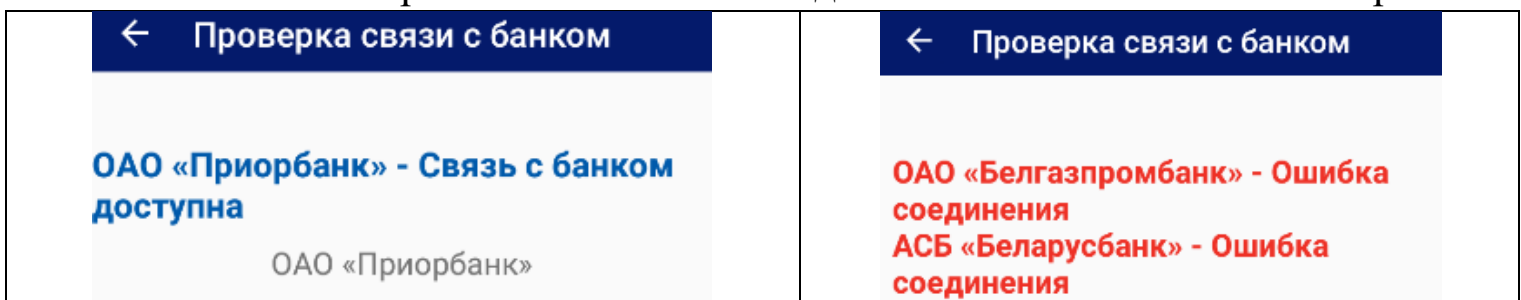 ← Проверка связи с банком
ОАО «Приорбанк» - Связь с банком
доступна
ОАО «Приорбанк»
← Проверка связи с банком
ОАО «Белгазпромбанк» - Ошибка
соединения
АСБ «Беларусбанк» - Ошибка
соединения